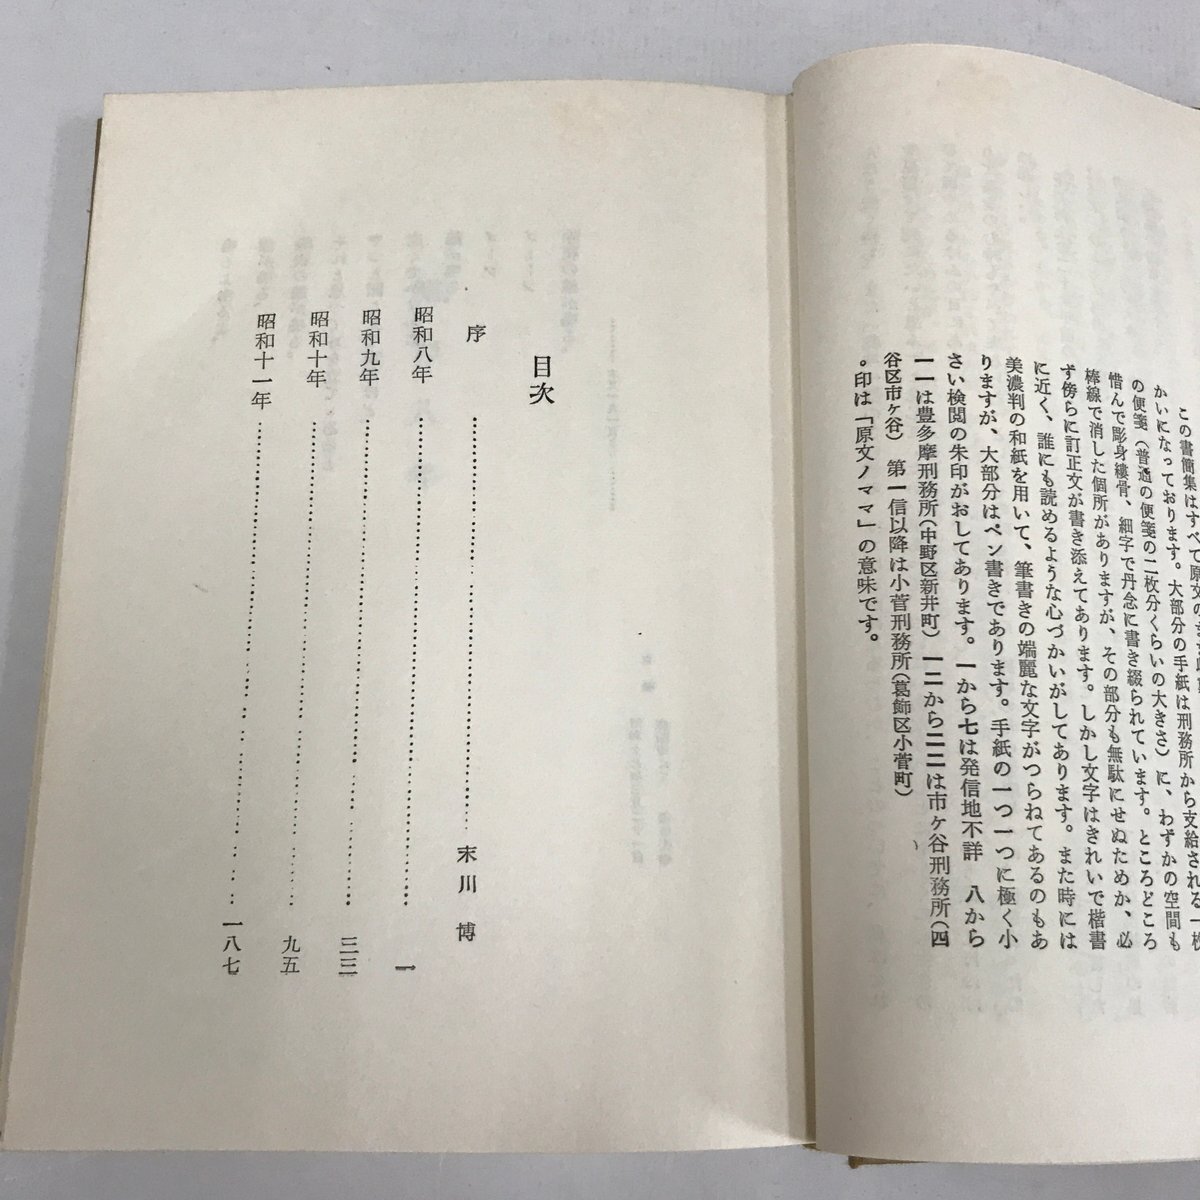 この書簡集はすべて原文の
かいになっております。大部分の手紙は刑務所から支給される一枚
の便箋（普通の便箋の二枚分くらいの大きさ）に、わずかの空間も
惜んで彫身縷骨、細字で丹念に書き綴られています。ところどころ
棒線で消した個所がありますが、その部分も無駄にせぬためか、必
ず傍らに訂正文が書き添えてあります。しかし文字はきれいで楷書
に近く、誰にも読めるような心づかいがしてあります。また時には
美濃判の和紙を用いて、筆書きの端麗な文字がつらねてあるのもあ
りますが、大部分はペン書きであります。手紙の一つ一つに極く小
さい検閲の朱印がおしてあります。一から七は発信地不詳　八から
一一は豊多摩刑務所（中野区新井町）一二から二二は市ヶ谷刑務所（四
谷区市ヶ谷）　第一信以降は小菅刑務所（葛飾区小菅町）
。印は「原文ノママ」の意味です。
目次
序……………………末川　博
昭和八年……………………一
昭和九年……………………三三
昭和十年……………………九五
昭和十一年……………………一八七